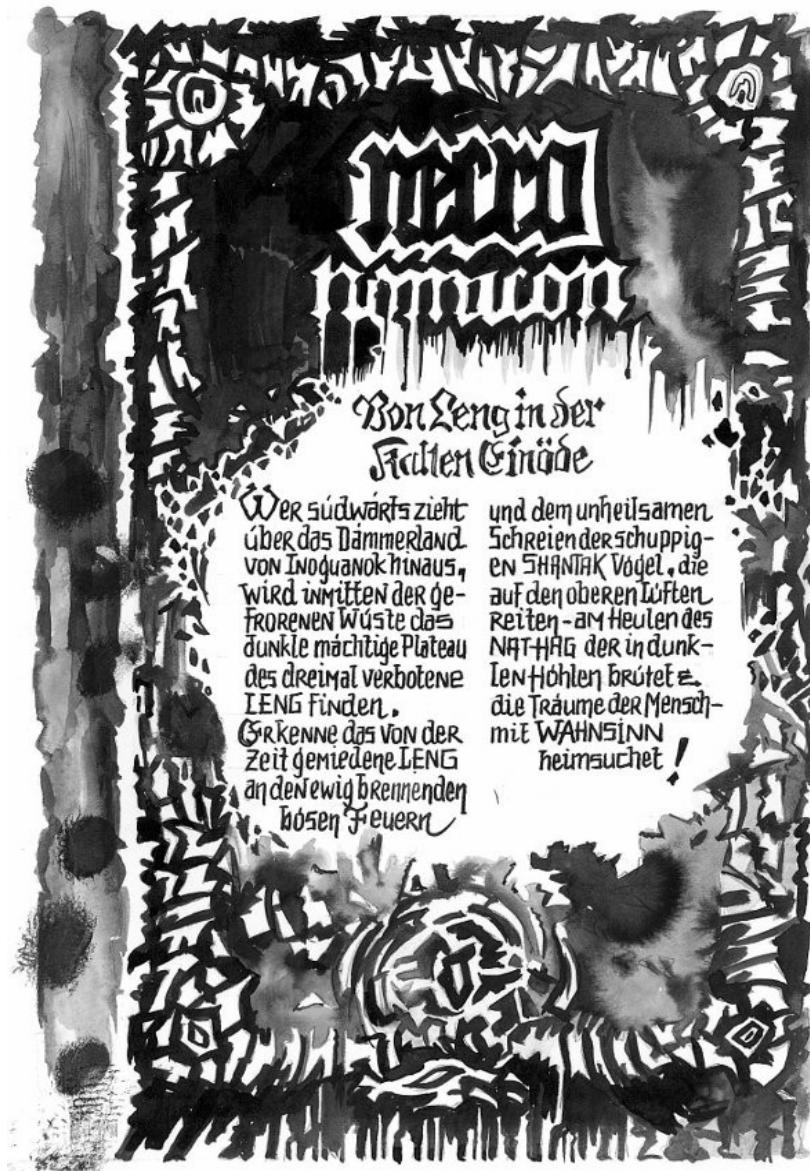 necro
nomicon
Von Leng in der
Kalten Einöde
Wer südwärts zieht
über das Dämmerland
von Inoquanok hinaus,
wird inmitten der ge-
frorenen Wüste das
dunkle mächtige Plateau
des dreimal verbotene
LENG finden.
Erkenne das von der
Zeit gemiedene LENG
an den ewig brennenden
bösen Feuern
und dem unheilsamen
Schreien der schuppig-
en SHANTAK Vögel, die
auf den oberen Lüften
Reiten - am Heulen des
NAT-HAG der in dunk-
len Höhlen brütet &
die Träume der Mensch-
mit WAHNSINN
heimsuchet!